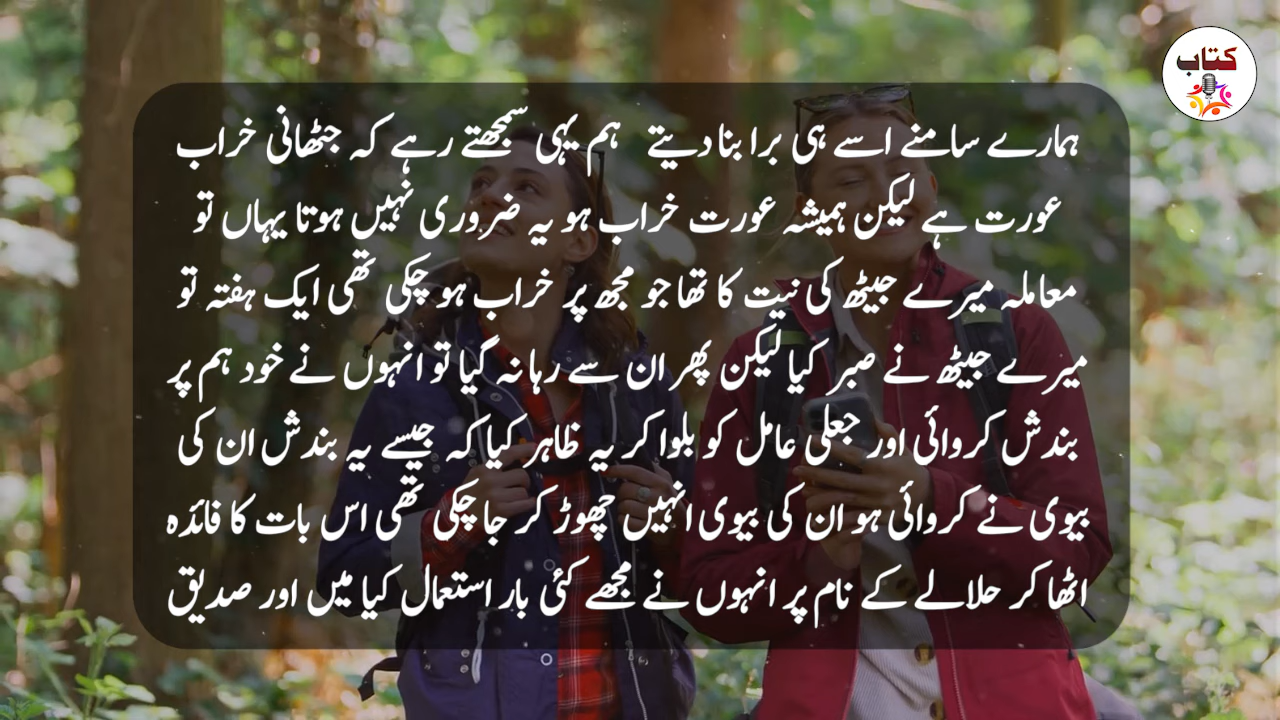 کتاب
ہمارے سامنے اسے ہی برا بنا دیتے ہم یہی سمجھتے رہے کہ جٹھانی خراب
عورت ہے لیکن ہمیشہ عورت خراب ہو یہ ضروری نہیں ہوتا یہاں تو
معاملہ میرے جیٹھ کی نیت کا تھا جو مجھ پر خراب ہو چکی تھی ایک ہفتہ تو
میرے جیٹھ نے صبر کیا لیکن پھر ان سے رہا نہ گیا تو انہوں نے خود ہم پر
بندش کروائی اور جعلی عامل کو بلوا کر یہ ظاہر کیا کہ جیسے یہ بندش ان کی
بیوی نے کروائی ہو ان کی بیوی انہیں چھوڑ کر جا چکی تھی اس بات کا فائدہ
اٹھا کر حلالے کے نام پر انہوں نے مجھے کئی بار استعمال کیا میں اور صدیق